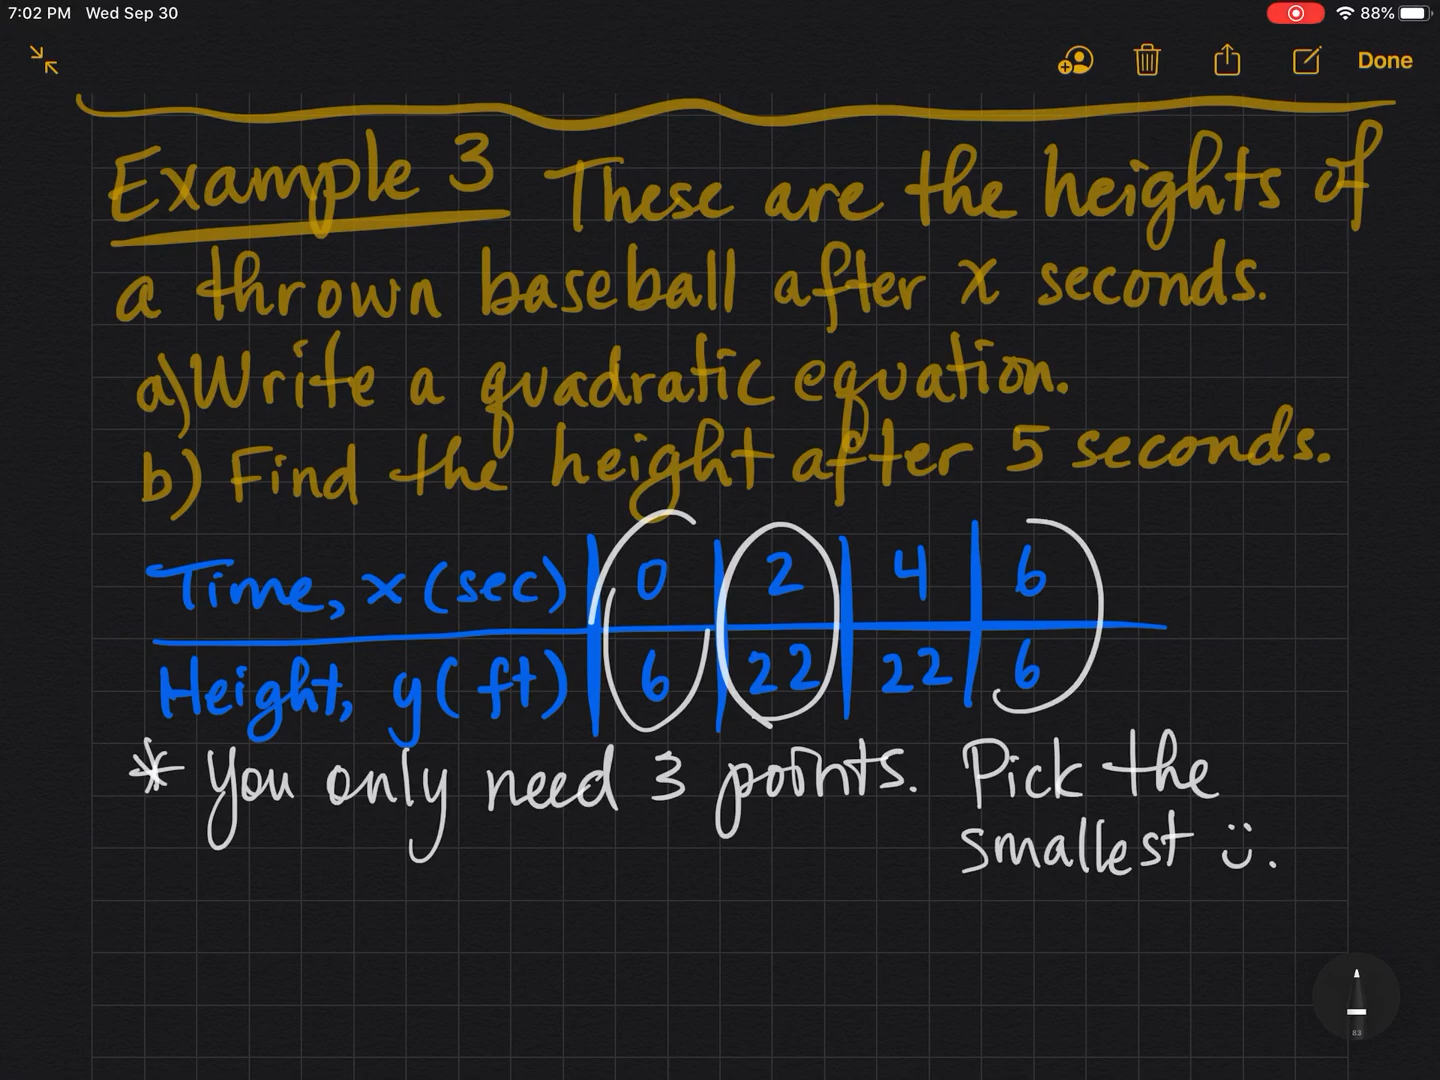 7:02 PM Wed Sep 30
88%
Done
Example 3 These are the heights of
a thrown baseball after x seconds.
a) Write a quadratic equation.
b) Find the height after 5 seconds.
Time, x (sec) 0 2 4 6
Height, y (ft) 6 22 22 6
* You only need 3 points. Pick the
smallest :).
83